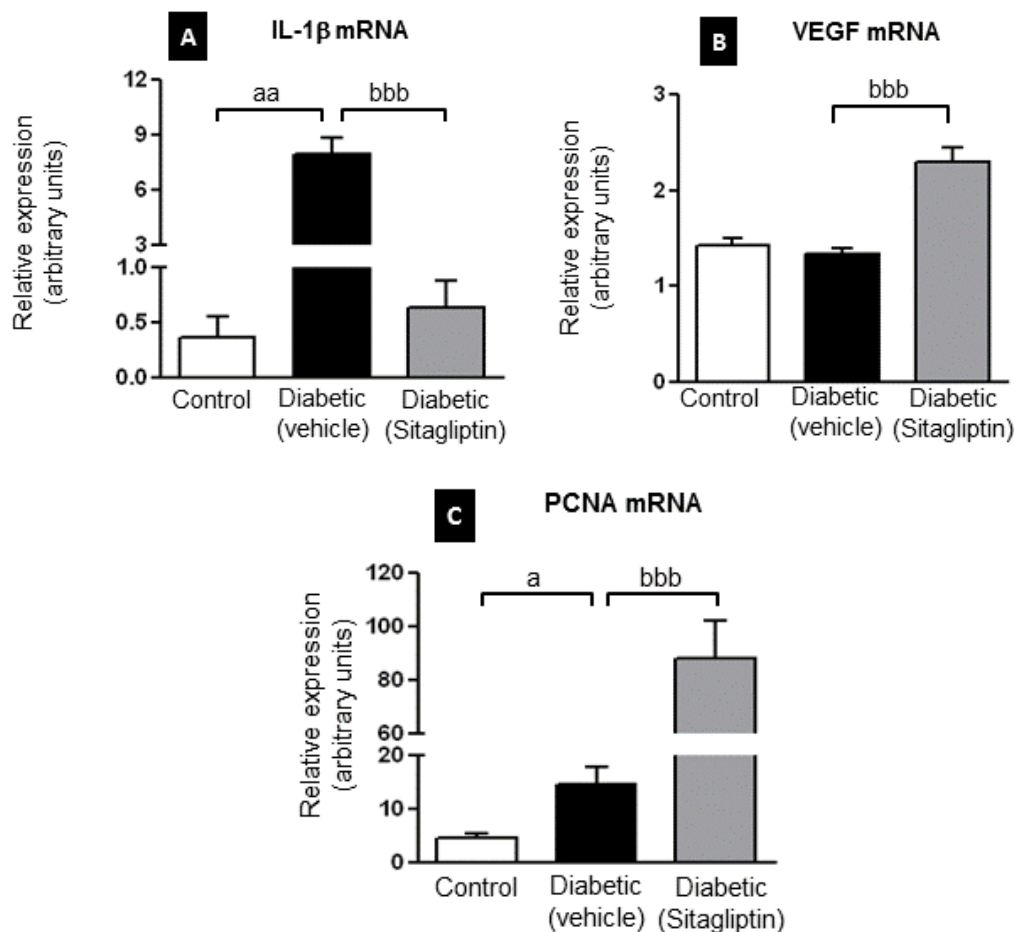 A
IL-1β mRNA
Relative expression
(arbitrary units)
12
9
6
3
1.0
0.5
0.0
aa
bbb
Control
Diabetic
(vehicle)
Diabetic
(Sitagliptin)
B
VEGF mRNA
Relative expression
(arbitrary units)
3
2
1
0
bbb
Control
Diabetic
(vehicle)
Diabetic
(Sitagliptin)
C
PCNA mRNA
Relative expression
(arbitrary units)
120
100
80
60
20
10
0
a
bbb
Control
Diabetic
(vehicle)
Diabetic
(Sitagliptin)